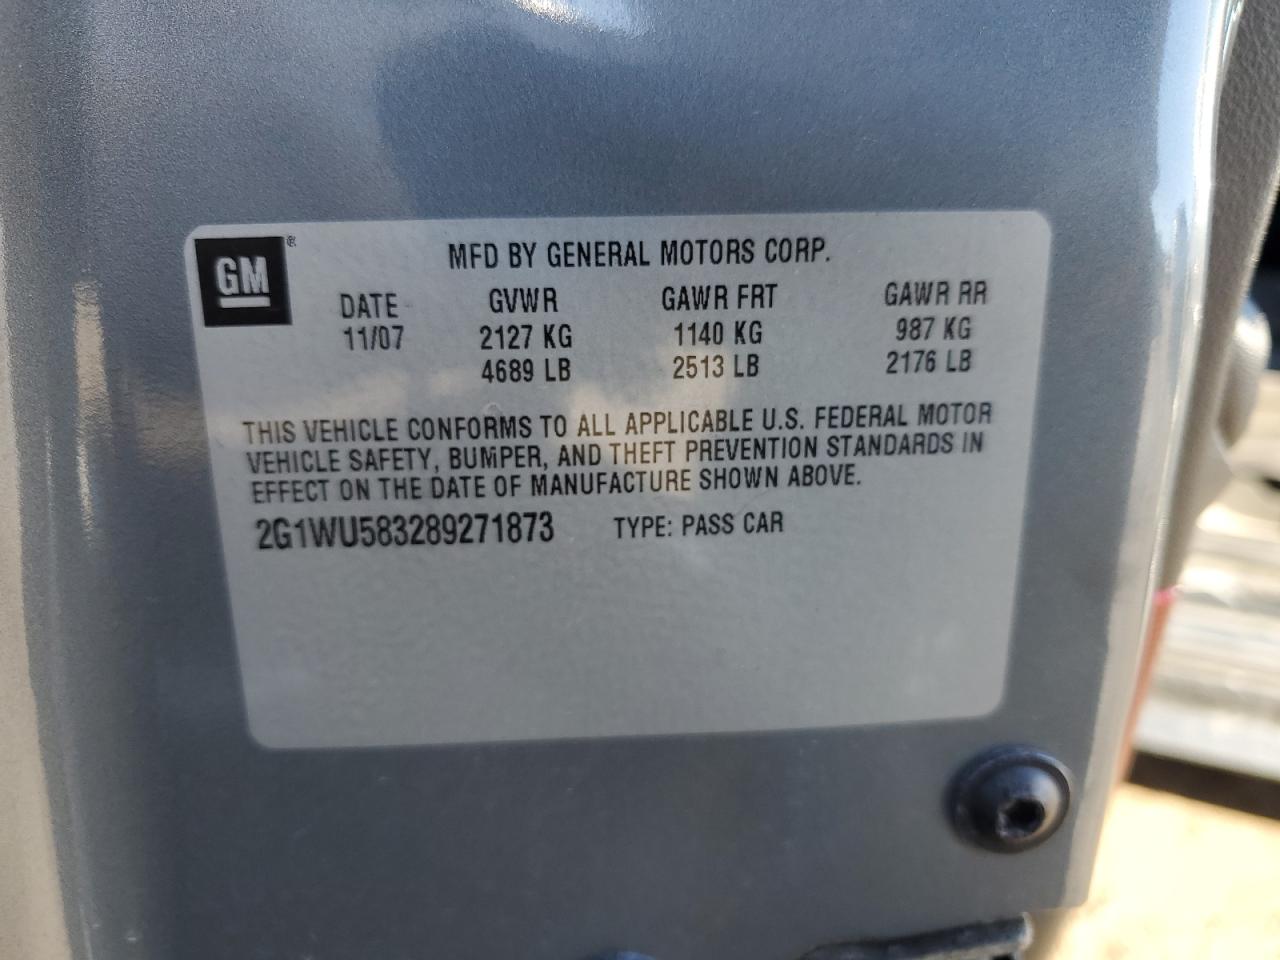 GM®
MFD BY GENERAL MOTORS CORP.
DATE GVWR GAWR FRT GAWR RR
11/07 2127 KG 1140 KG 987 KG
4689 LB 2513 LB 2176 LB
THIS VEHICLE CONFORMS TO ALL APPLICABLE U.S. FEDERAL MOTOR
VEHICLE SAFETY, BUMPER, AND THEFT PREVENTION STANDARDS IN
EFFECT ON THE DATE OF MANUFACTURE SHOWN ABOVE.
2G1WU583289271873 TYPE: PASS CAR